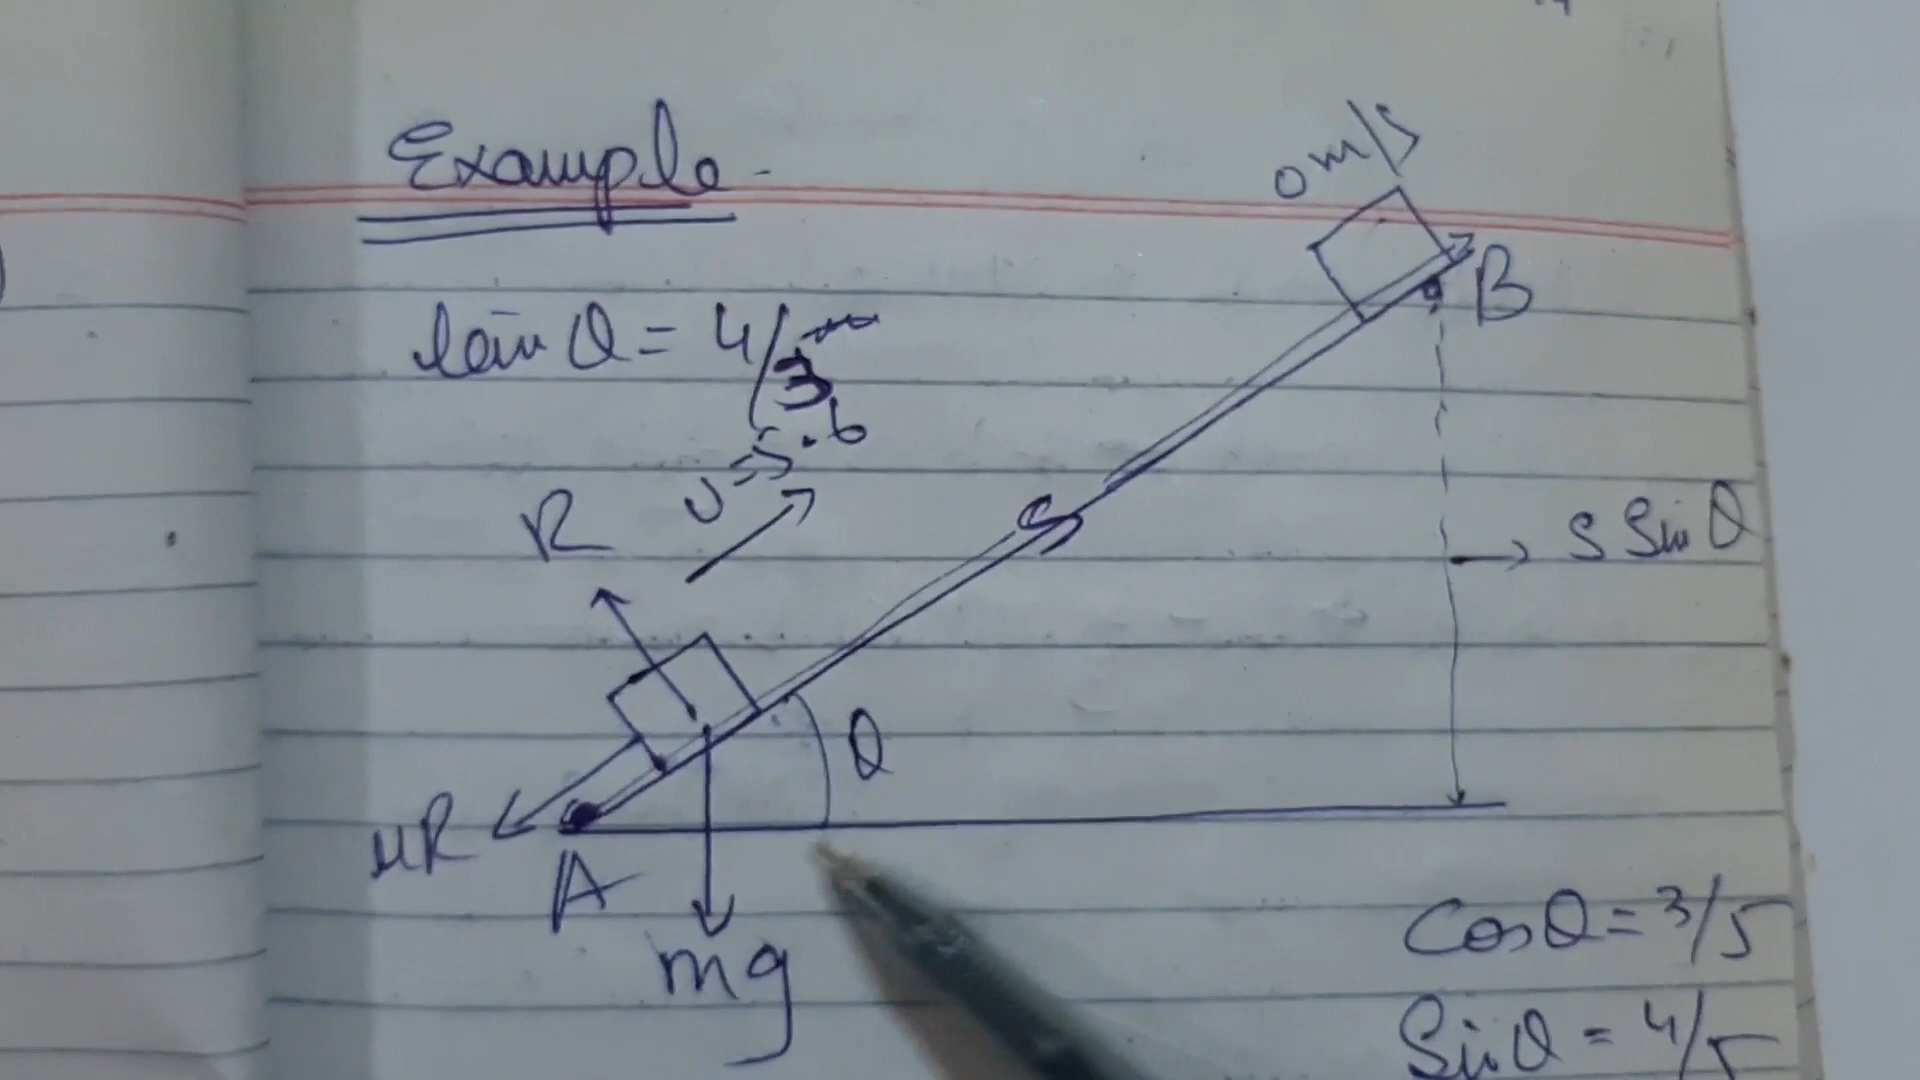 Example
0 m/s
B
tan θ = 4/3
u = 5.6
R
S
S Sin θ
θ
μR
A
mg
Cos θ = 3/5
Sin θ = 4/5